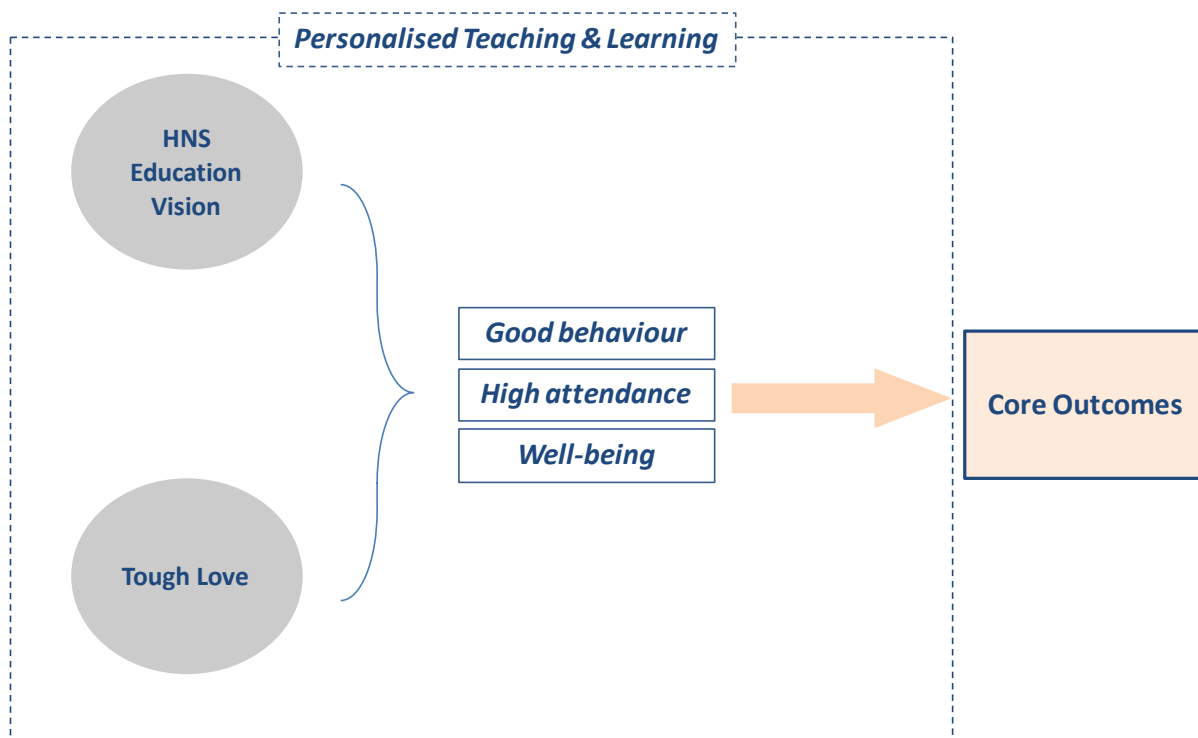 Personalised Teaching & Learning
HNS
Education
Vision
Good behaviour
High attendance
Well-being
Core Outcomes
Tough Love